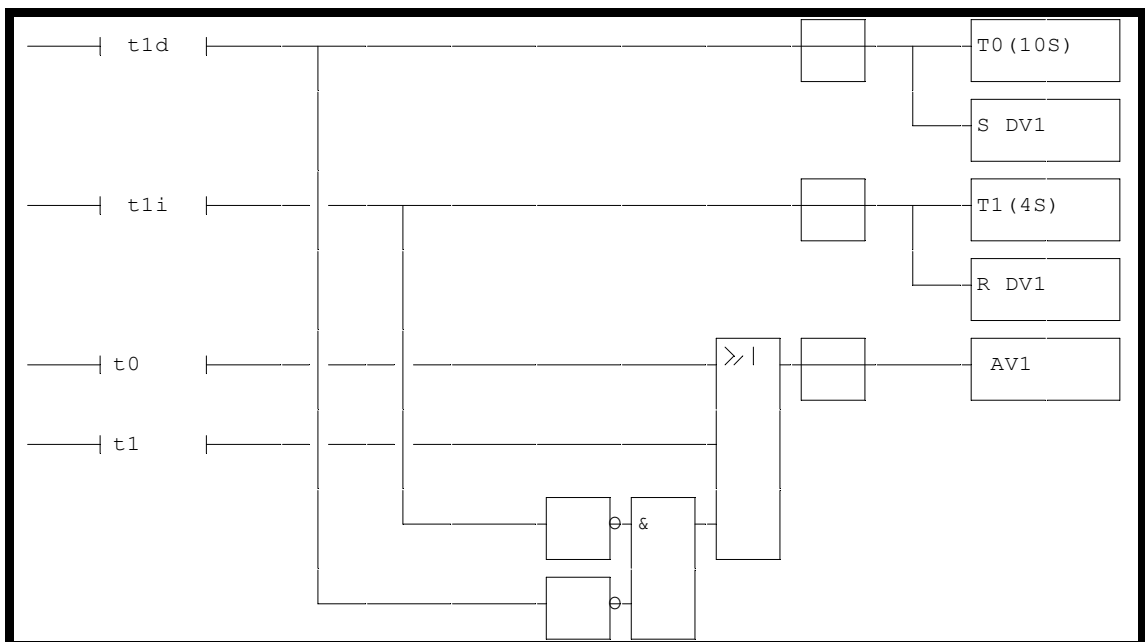 t1d T0(10S)
S DV1
t1i T1(4S)
R DV1
t0 ≥1 AV1
t1
&